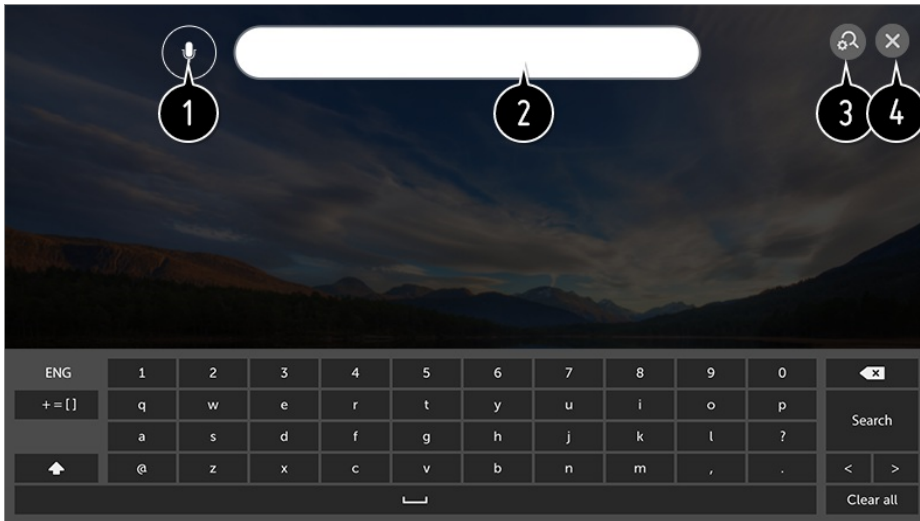 1 2 3 4
ENG 1 2 3 4 5 6 7 8 9 0
+=[] q w e r t y u i o p
Search
a s d f g h j k l ?
@ z x c v b n m , . < >
Clear all